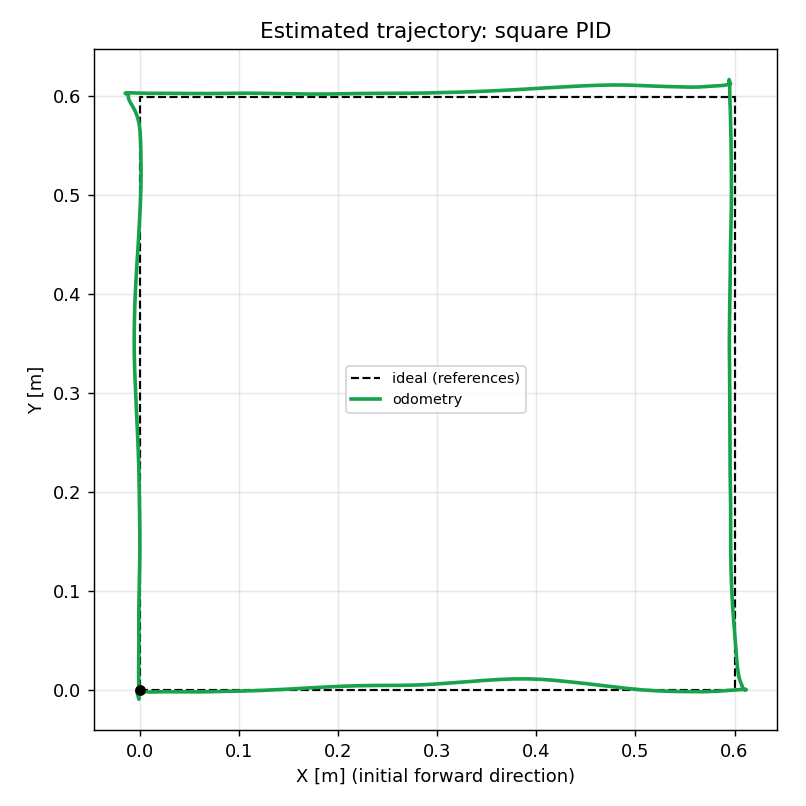 Estimated trajectory: square PID
0.6
0.5
0.4
0.3
0.2
0.1
0.0
Y [m]
ideal (references)
odometry
0.0 0.1 0.2 0.3 0.4 0.5 0.6
X [m] (initial forward direction)